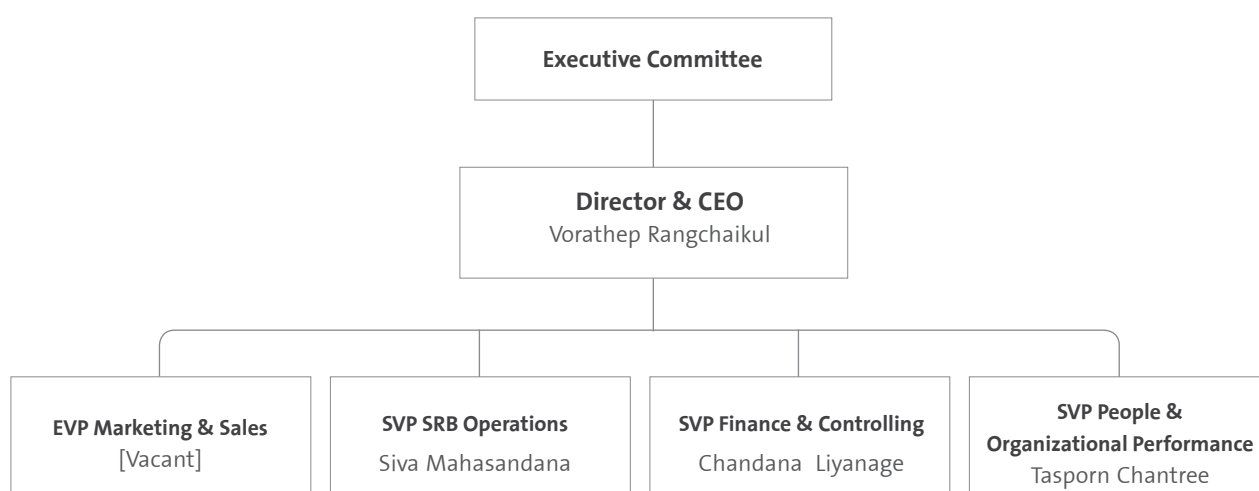 Executive Committee
Director & CEO
Vorathep Rangchaikul
EVP Marketing & Sales
[Vacant]
SVP SRB Operations
Siva Mahasandana
SVP Finance & Controlling
Chandana Liyanage
SVP People &
Organizational Performance
Tasporn Chantree